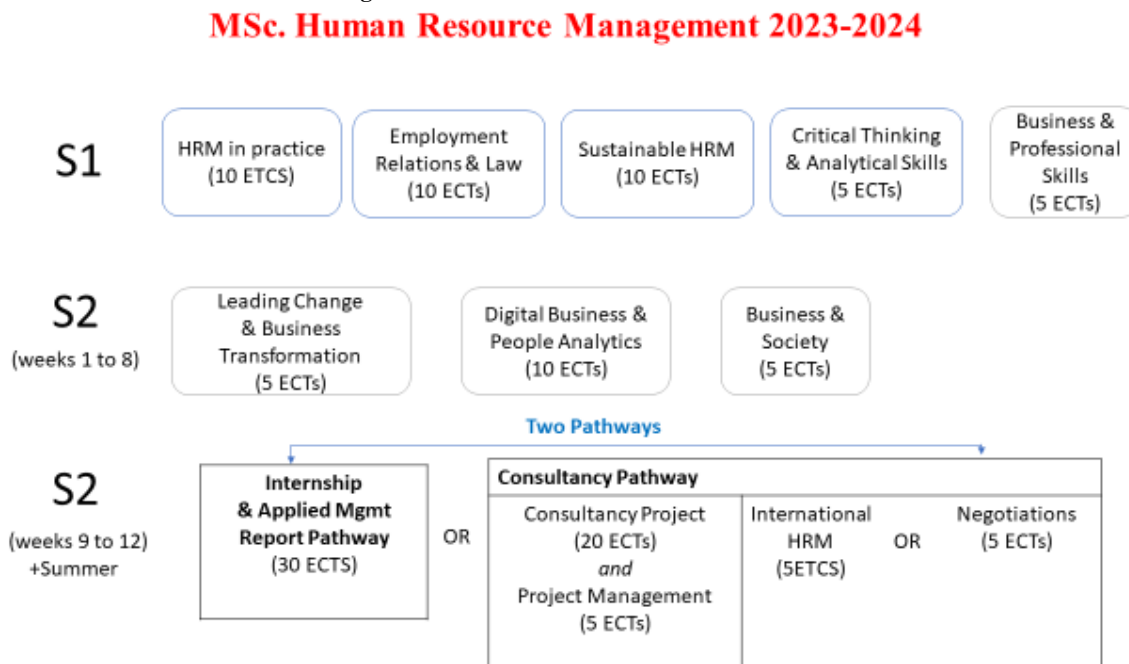 MSc. Human Resource Management 2023-2024
S1
HRM in practice
(10 ETCS)
Employment
Relations & Law
(10 ECTs)
Sustainable HRM
(10 ECTs)
Critical Thinking
& Analytical Skills
(5 ECTs)
Business &
Professional
Skills
(5 ECTs)
S2
(weeks 1 to 8)
Leading Change
& Business
Transformation
(5 ECTs)
Digital Business &
People Analytics
(10 ECTs)
Business &
Society
(5 ECTs)
Two Pathways
S2
(weeks 9 to 12)
+Summer
Internship
& Applied Mgmt
Report Pathway
(30 ECTS)
OR
Consultancy Pathway
Consultancy Project
(20 ECTs)
and
Project Management
(5 ECTs)
International
HRM
(5ETCS)
OR
Negotiations
(5 ECTs)